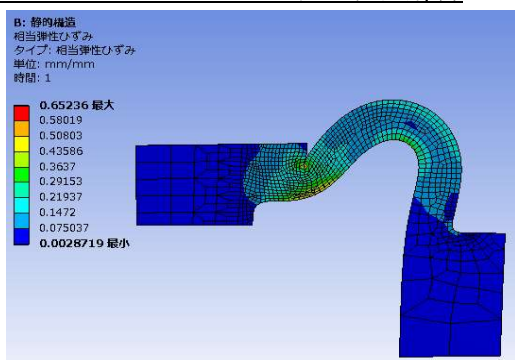 B: 静的構造
相当弾性ひずみ
タイプ: 相当弾性ひずみ
単位: mm/mm
時間: 1
0.65236 最大
0.58019
0.50803
0.43586
0.3637
0.29153
0.21937
0.1472
0.075037
0.0028719 最小